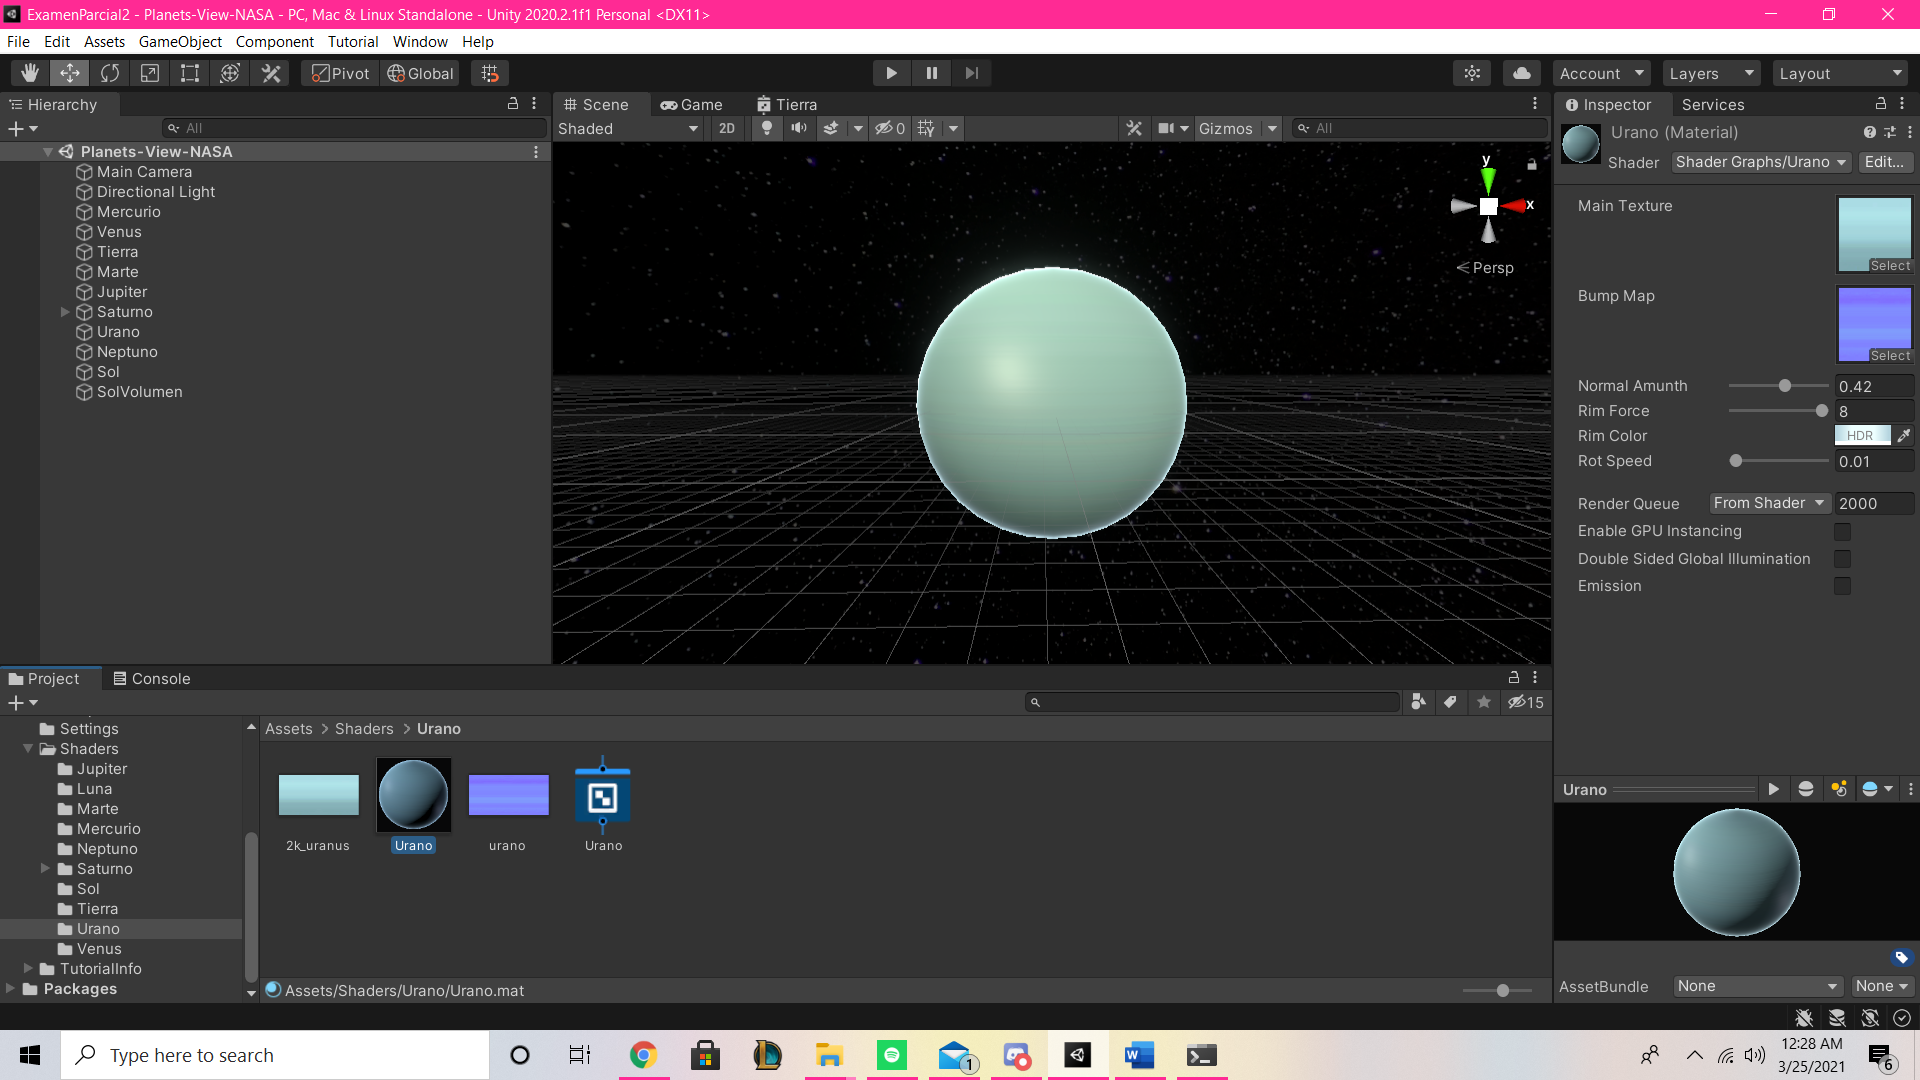 ExamenParcial2 - Planets-View-NASA - PC, Mac & Linux Standalone - Unity 2020.2.1f1 Personal <DX11>
File Edit Assets GameObject Component Tutorial Window Help
Pivot Global Account Layers Layout
Hierarchy
All
Planets-View-NASA
Main Camera
Directional Light
Mercurio
Venus
Tierra
Marte
Jupiter
Saturno
Urano
Neptuno
Sol
SolVolumen
Scene Game Tierra
Shaded 2D 0 Gizmos All
y
x
Persp
Inspector Services
Urano (Material)
Shader Shader Graphs/Urano Edit...
Main Texture
Select
Bump Map
Select
Normal Amunth 0.42
Rim Force 8
Rim Color HDR
Rot Speed 0.01
Render Queue From Shader 2000
Enable GPU Instancing
Double Sided Global Illumination
Emission
Project Console
15
Settings
Shaders
Jupiter
Luna
Marte
Mercurio
Neptuno
Saturno
Sol
Tierra
Urano
Venus
TutorialInfo
Packages
Assets > Shaders > Urano
2k_uranus Urano urano Urano
Assets/Shaders/Urano/Urano.mat
Urano
AssetBundle None None
Type here to search
1
12:28 AM
3/25/2021
6